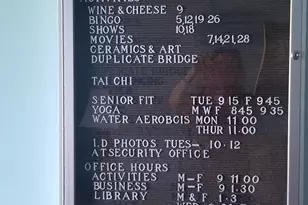 ACTIVITIES
WINE & CHEESE 9
BINGO 5,12,19 26
SHOWS 10,18
MOVIES 7,14,21,28
CERAMICS & ART
DUPLICATE BRIDGE
TAI CHI
SENIOR FIT TUE 9 15 F 9 45
YOGA M W F 8 45 9 35
WATER AEROBCIS MON 11 00
THUR 11 00
I.D PHOTOS TUES- 10-12
ATSECURITY OFFICE
OFFICE HOURS
ACTIVITIES M-F 9 11 00
BUSINESS M-F 9 1.30
LIBRARY M & F 1.3